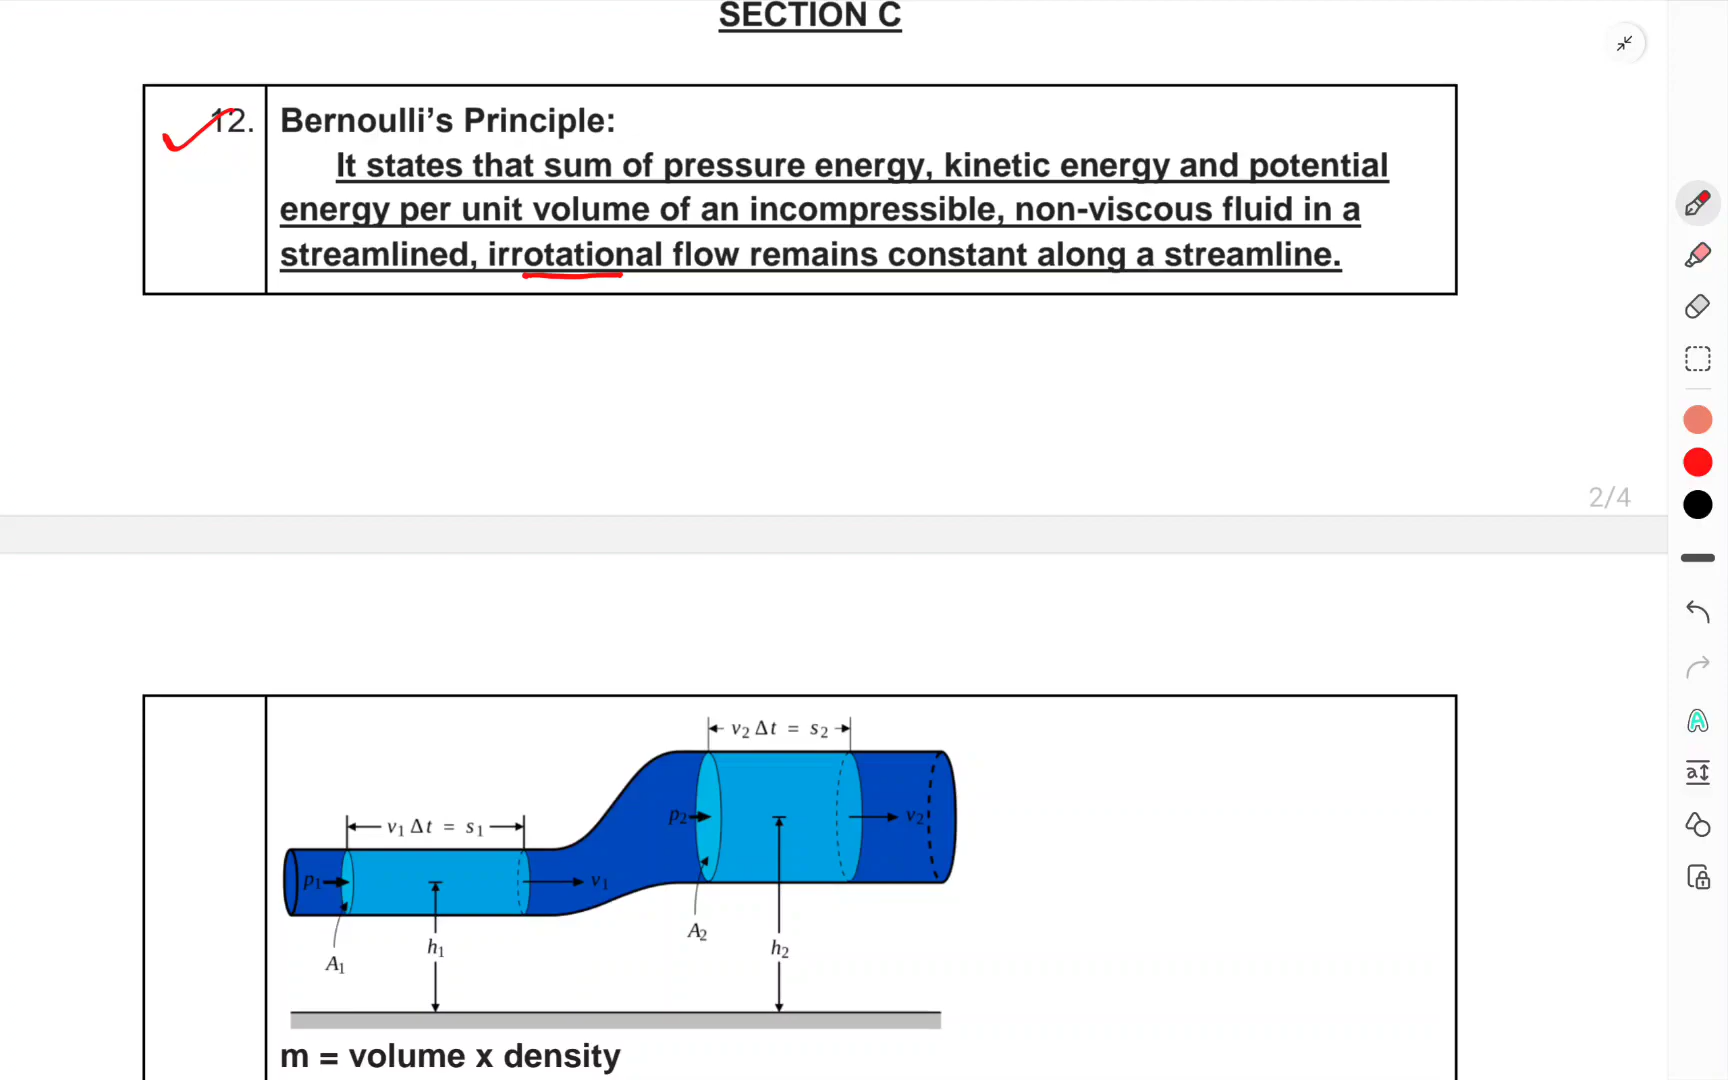 SECTION C
12.
Bernoulli’s Principle:
It states that sum of pressure energy, kinetic energy and potential
energy per unit volume of an incompressible, non-viscous fluid in a
streamlined, irrotational flow remains constant along a streamline.
2/4
v₂ Δt = s₂
v₁ Δt = s₁
p₂
v₂
p₁
v₁
A₂
h₁
h₂
A₁
m = volume x density